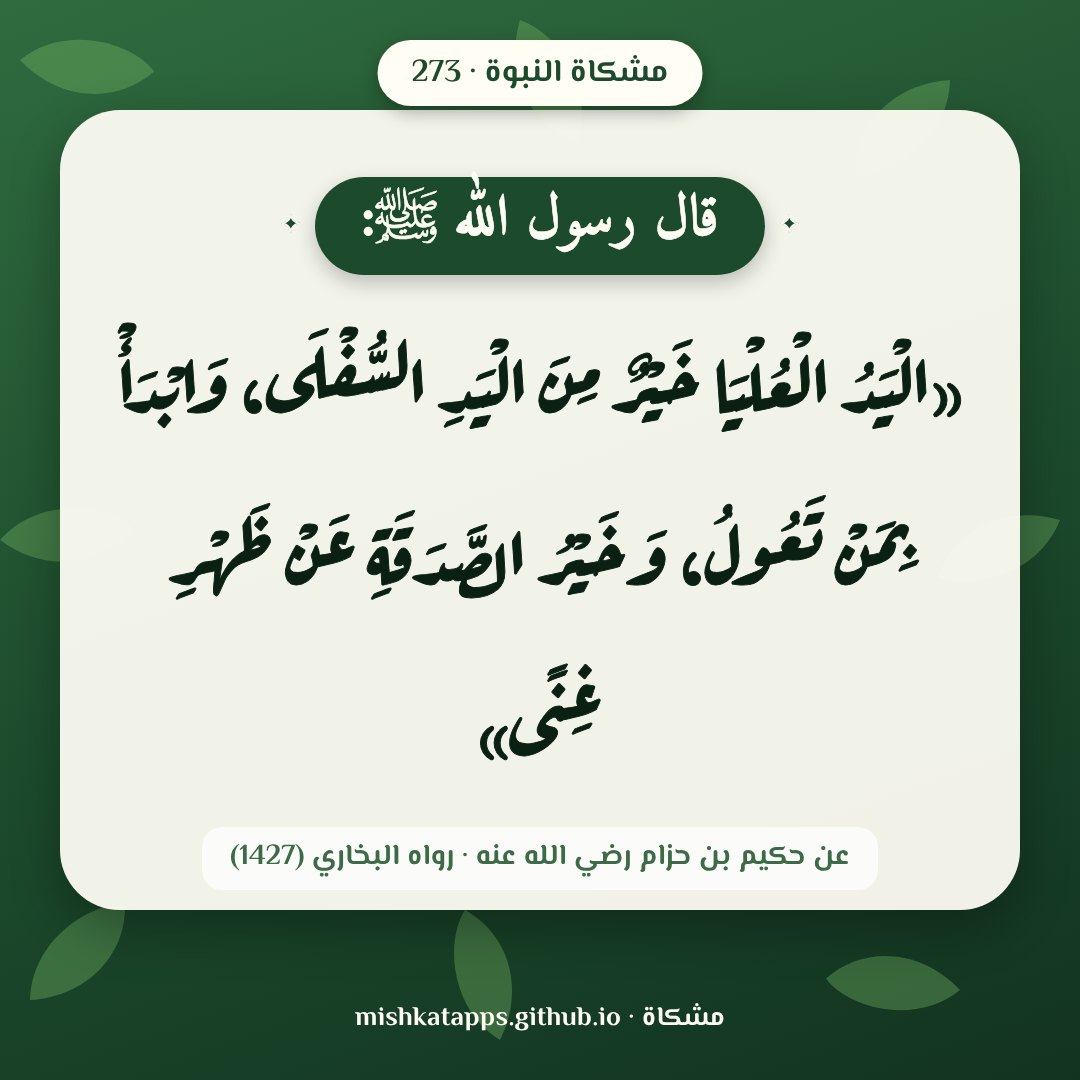 مشكاة النبوة · 273
قال رسول الله ﷺ:
«الْيَدُ الْعُلْيَا خَيْرٌ مِنَ الْيَدِ السُّفْلَى، وَابْدَأْ
بِمَنْ تَعُولُ، وَخَيْرُ الصَّدَقَةِ عَنْ ظَهْرِ
غِنًى»
عن حكيم بن حزام رضي الله عنه · رواه البخاري (1427)
مشكاة · mishkatapps.github.io